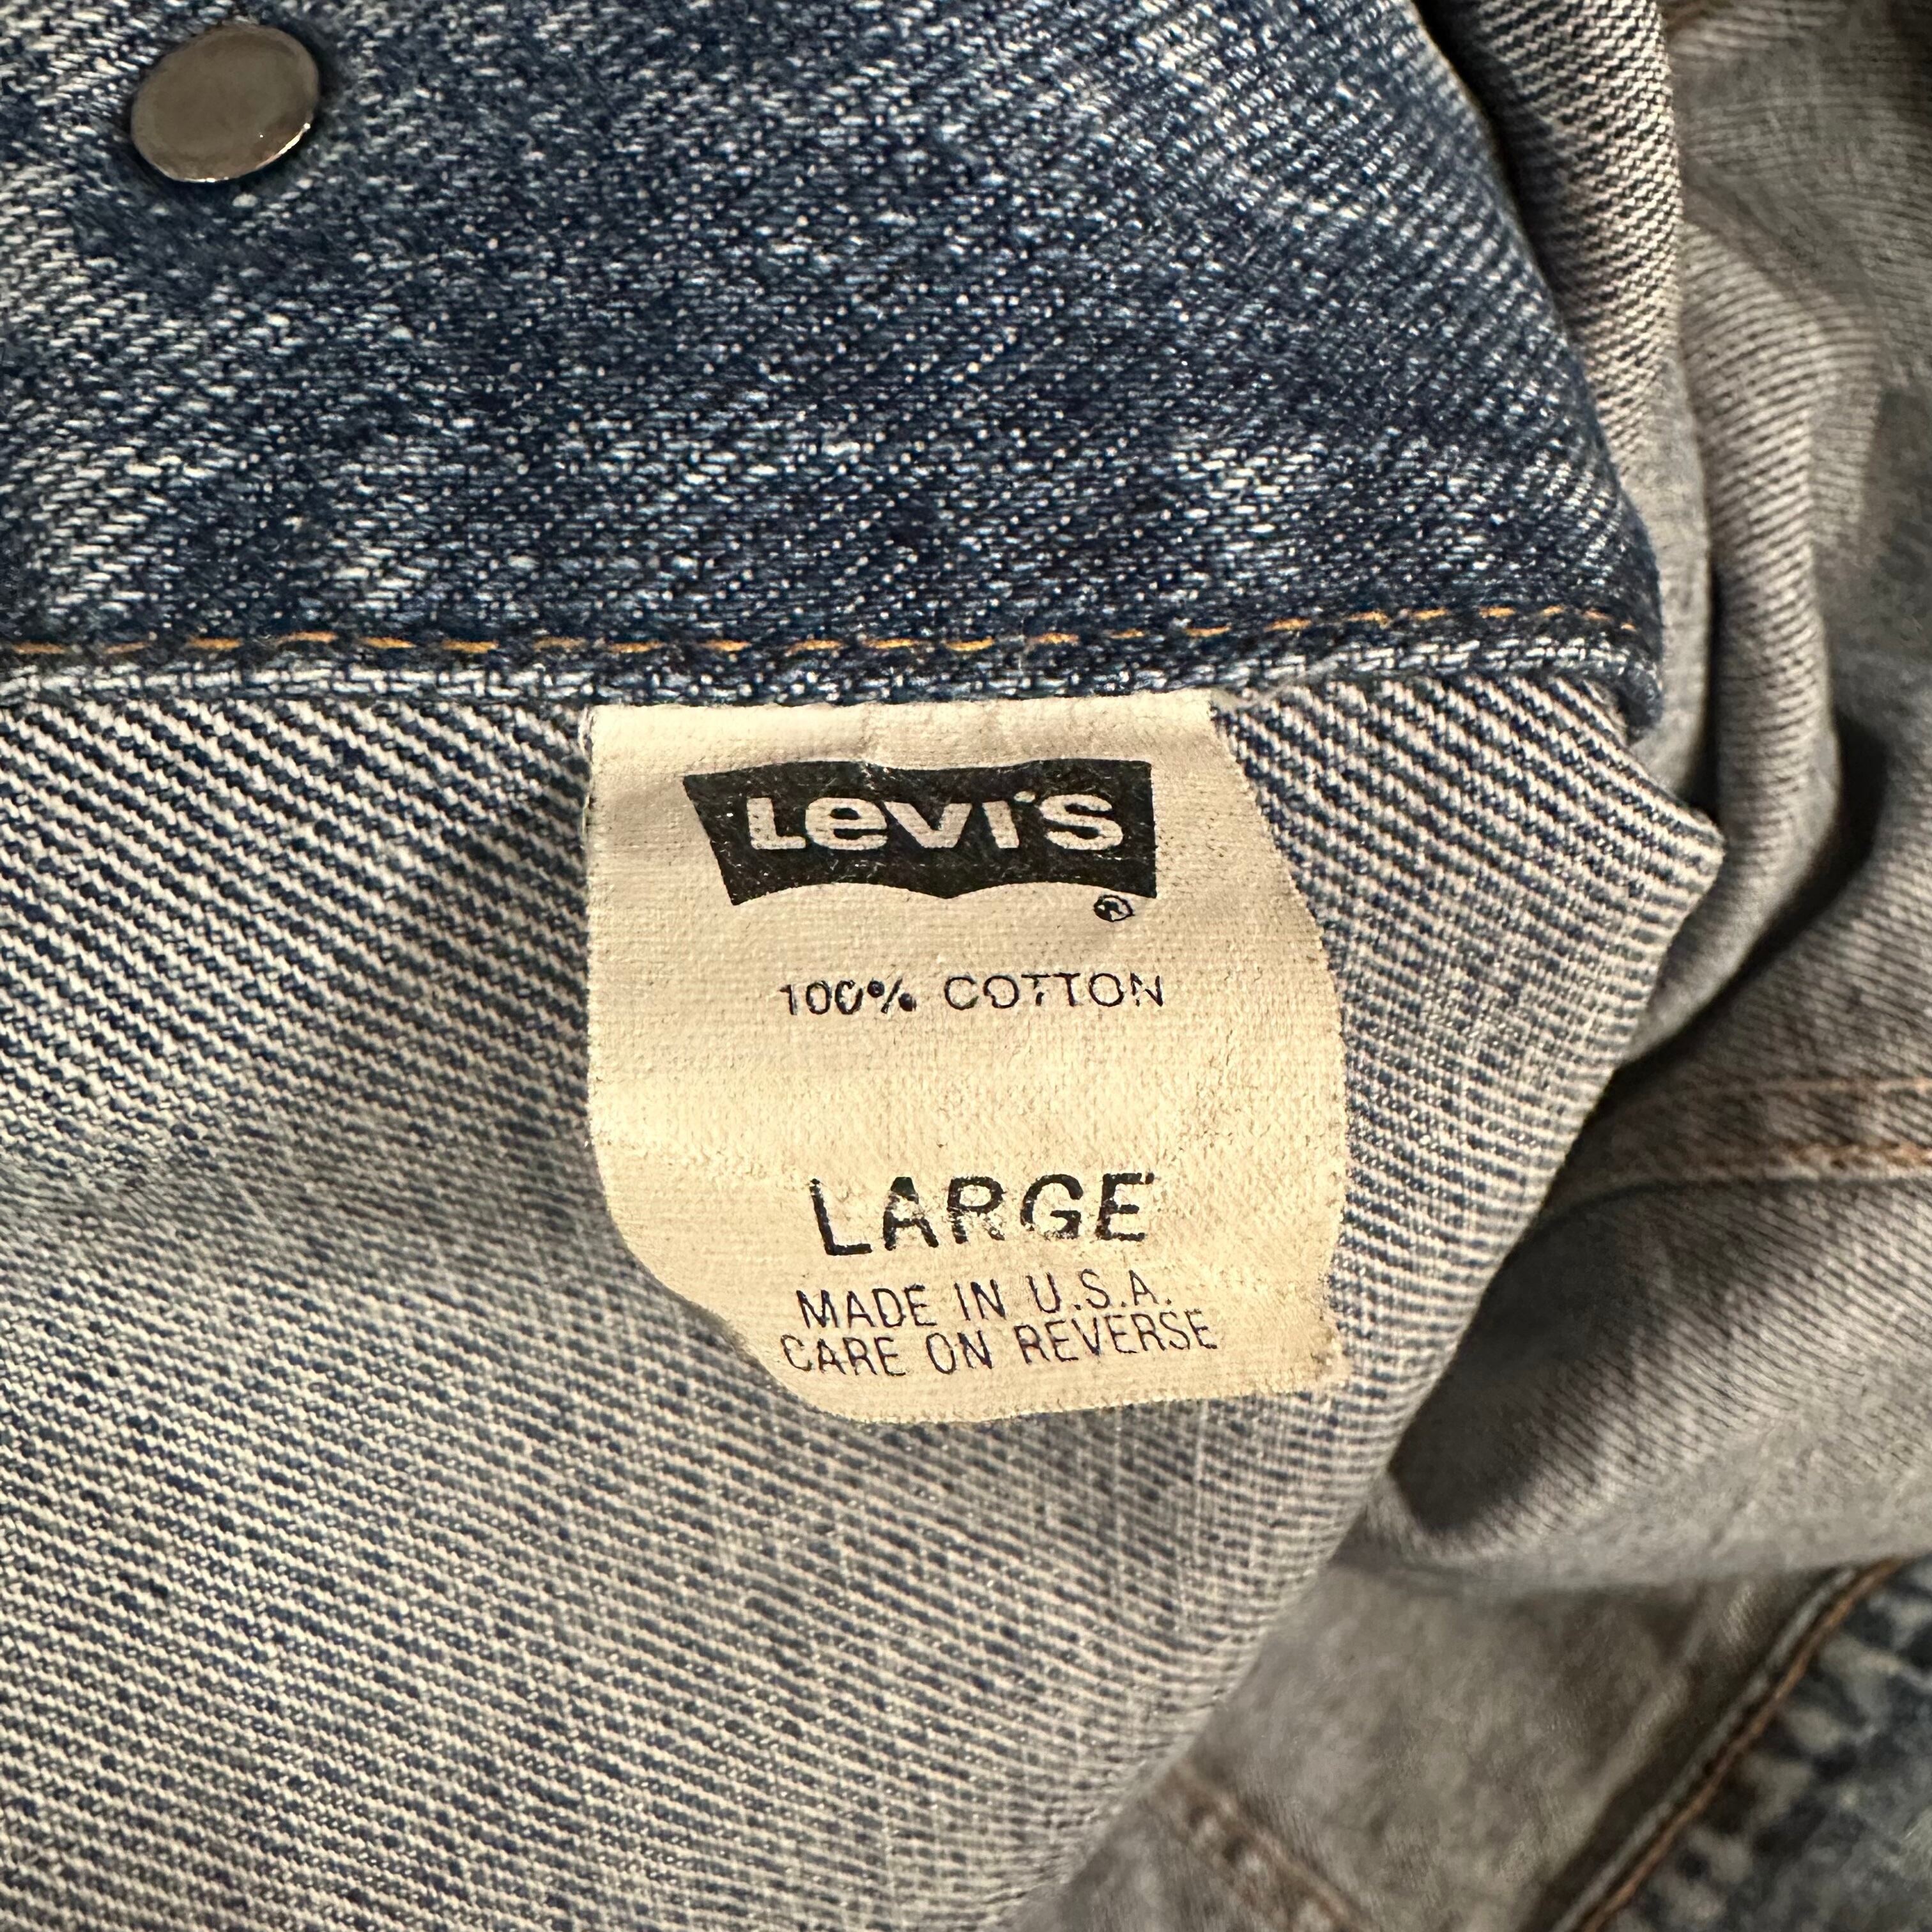 Levi's®
100% COTTON
LARGE
MADE IN U.S.A.
CARE ON REVERSE